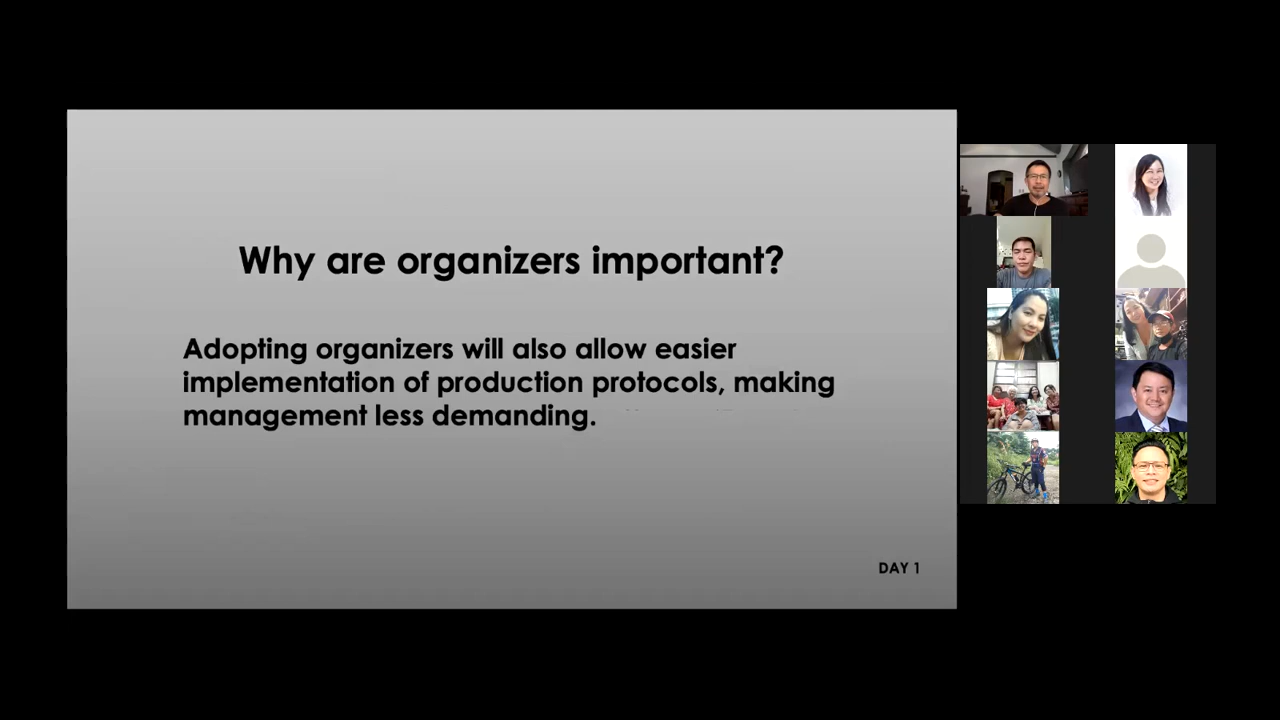 Why are organizers important?
Adopting organizers will also allow easier
implementation of production protocols, making
management less demanding.
DAY 1